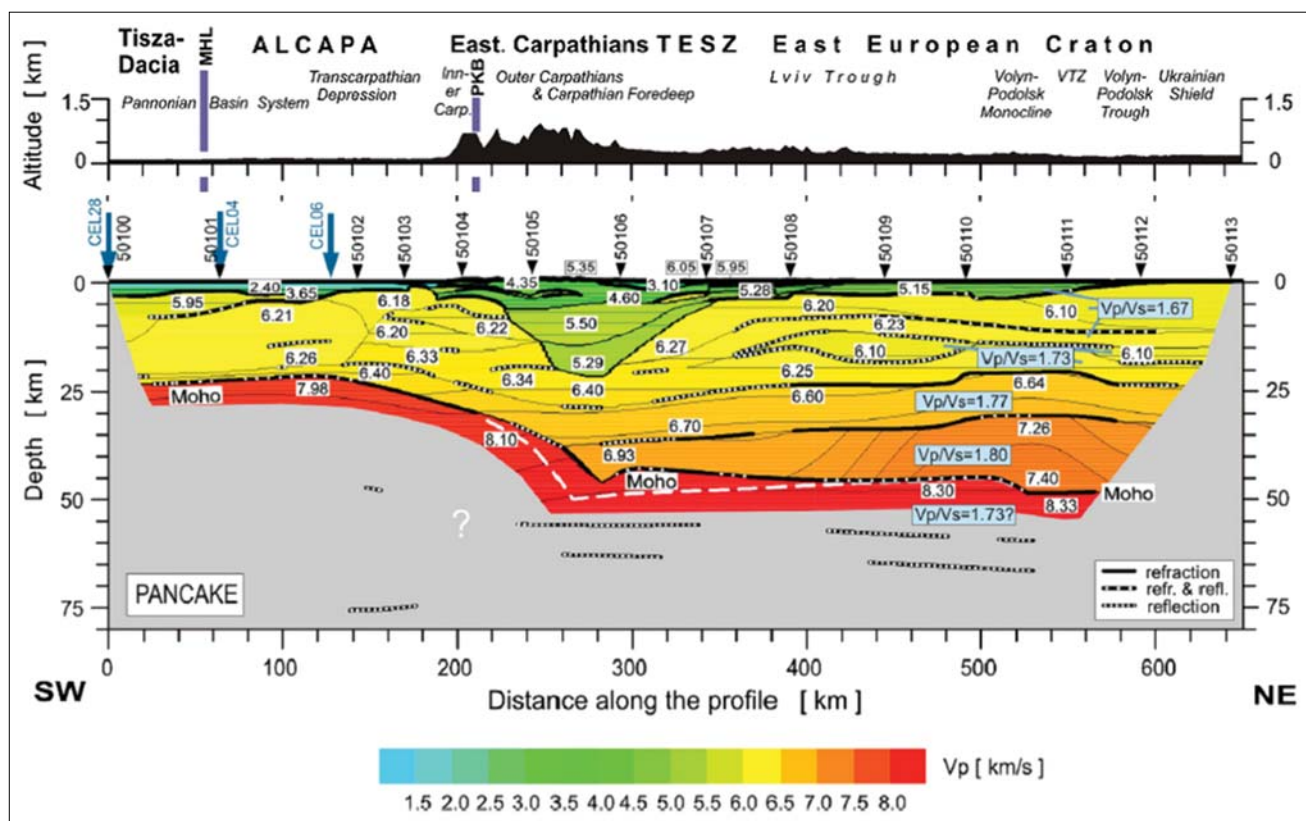 Tisza-
Dacia
MHL
ALCAPA
East. Carpathians TESZ East European Craton
Pannonian Basin System
Transcarpathian
Depression
Inn-
er
Carp.
PKB
Outer Carpathians
& Carpathian Foredeep
Lviv Trough
Volyn-
Podolsk
Monocline
VTZ
Volyn-
Podolsk
Trough
Ukrainian
Shield
Altitude [ km]
1.5
0
1.5
0
CEL28
50100
50101
CEL04
CEL06
50102
50103
50104
50105
50106
50107
50108
50109
50110
50111
50112
50113
5.35
6.05
5.95
0
25
50
75
Depth [ km]
2.40
3.65
4.35
3.10
4.60
5.28
5.15
5.95
6.21
6.18
6.20
6.22
5.50
6.20
6.23
6.10
Vp/Vs=1.67
6.26
6.33
6.40
6.34
5.29
6.27
6.40
6.10
6.25
Vp/Vs=1.73
6.10
Moho
7.98
6.60
6.64
Vp/Vs=1.77
8.10
6.70
6.93
7.26
Vp/Vs=1.80
Moho
7.40
8.30
8.33
Moho
Vp/Vs=1.73?
?
PANCAKE
refraction
refr. & refl.
reflection
0
25
50
75
0 100 200 300 400 500 600
SW
Distance along the profile [ km]
NE
Vp [ km/s]
1.5 2.0 2.5 3.0 3.5 4.0 4.5 5.0 5.5 6.0 6.5 7.0 7.5 8.0